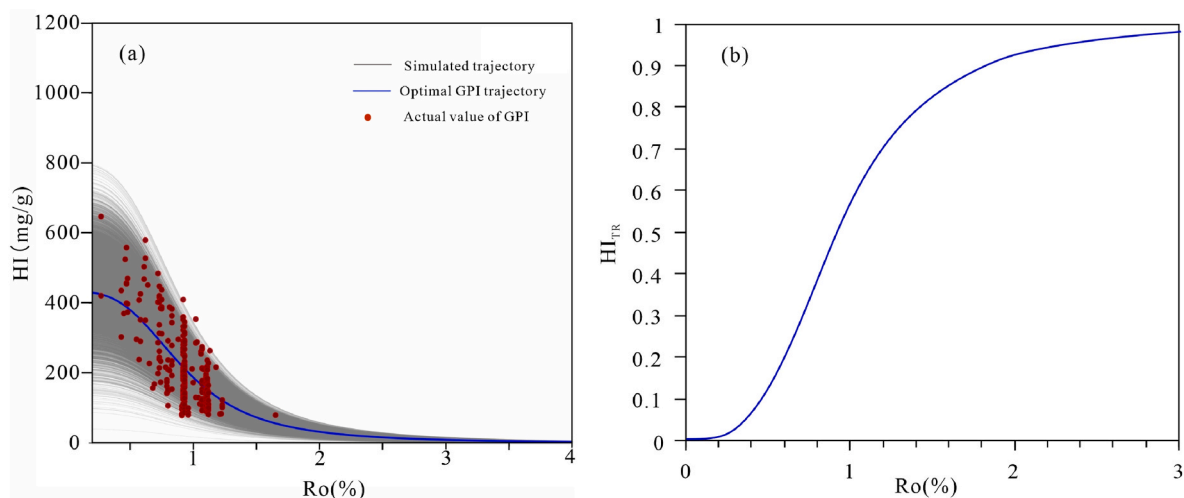 (a)
Simulated trajectory
Optimal GPI trajectory
Actual value of GPI
HI(mg/g)
1200
1000
800
600
400
200
0
1
2
3
4
Ro(%)
(b)
HI_TR
1
0.9
0.8
0.7
0.6
0.5
0.4
0.3
0.2
0.1
0
0
1
2
3
Ro(%)